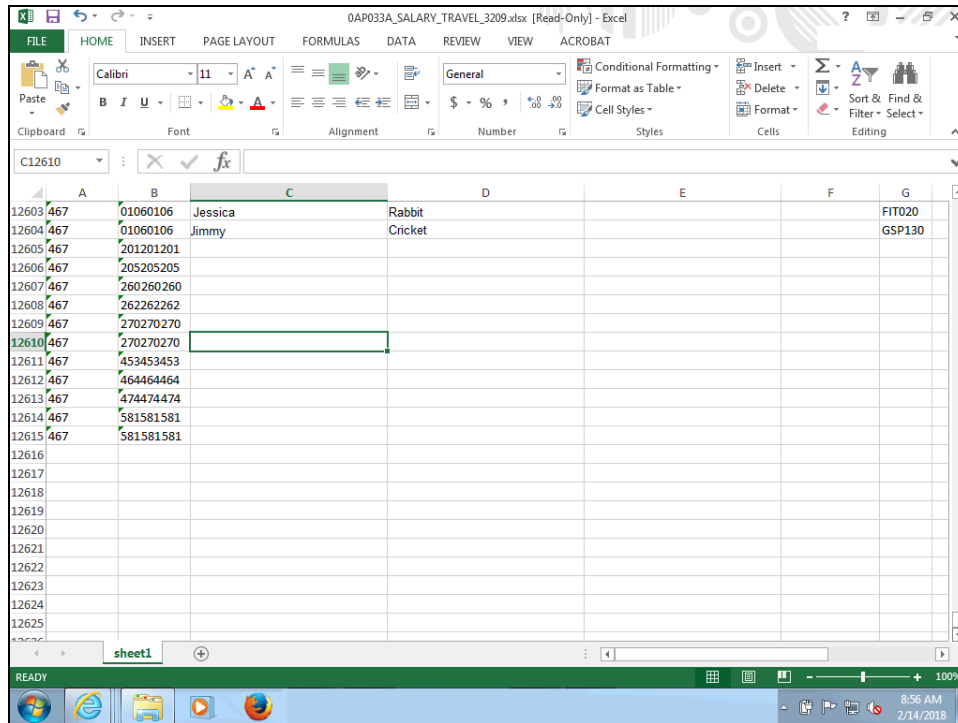 0AP033A_SALARY_TRAVEL_3209.xlsx [Read-Only] - Excel ?
FILE HOME INSERT PAGE LAYOUT FORMULAS DATA REVIEW VIEW ACROBAT
Calibri 11 A A General Conditional Formatting Insert Σ
Format as Table Delete
Paste B I U A $ % , .00 Cell Styles Format Sort & Find &
Filter Select
Clipboard Font Alignment Number Styles Cells Editing
C12610 fx
A B C D E F G
12603 467 01060106 Jessica Rabbit FIT020
12604 467 01060106 Jimmy Cricket GSP130
12605 467 201201201
12606 467 205205205
12607 467 260260260
12608 467 262262262
12609 467 270270270
12610 467 270270270
12611 467 453453453
12612 467 464464464
12613 467 474474474
12614 467 581581581
12615 467 581581581
12616
12617
12618
12619
12620
12621
12622
12623
12624
12625
sheet1
READY 100%
8:56 AM
2/14/2018